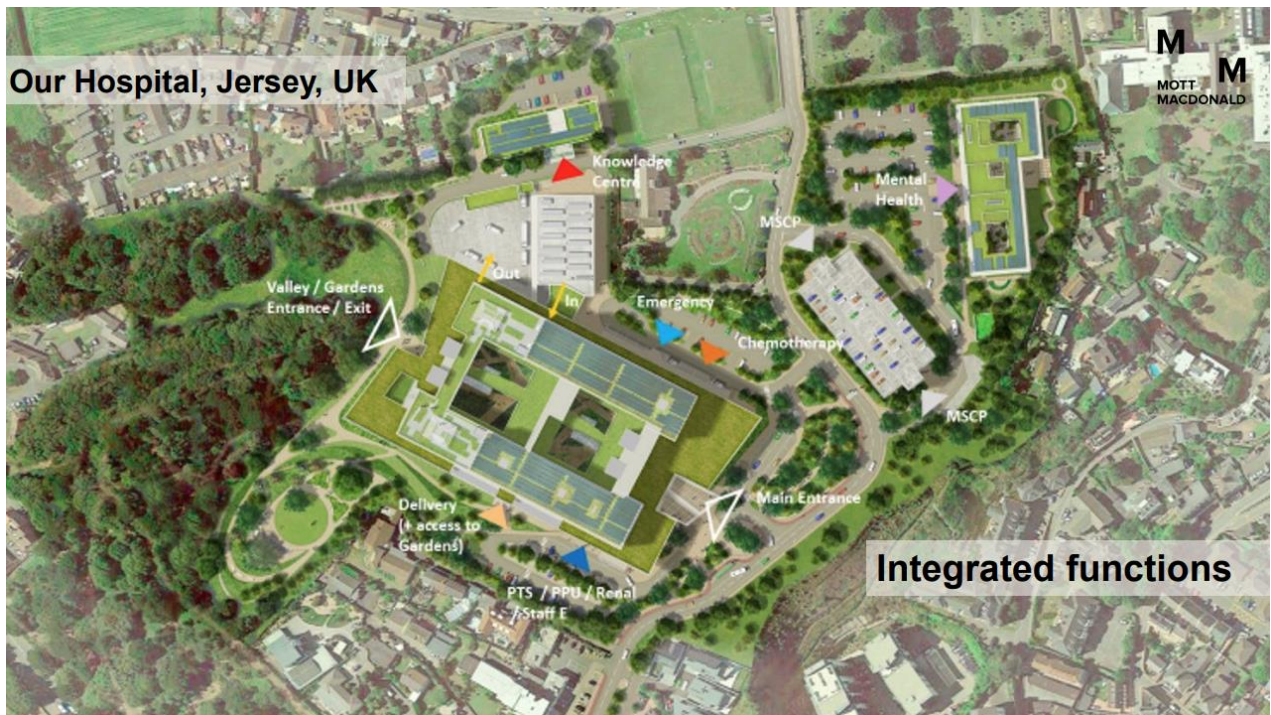 Our Hospital, Jersey, UK
M
M
MOTT
MACDONALD
Knowledge
Centre
Mental
Health
MSCP
Out
In
Valley / Gardens
Entrance / Exit
Emergency
Chemotherapy
MSCP
Main Entrance
Delivery
(+ access to
Gardens)
PTS / PPU / Renal
/ Staff E
Integrated functions